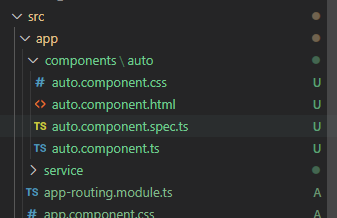 src
app
components \ auto
# auto.component.css U
<> auto.component.html U
TS auto.component.spec.ts U
TS auto.component.ts U
service
TS app-routing.module.ts A
# app.component.css A